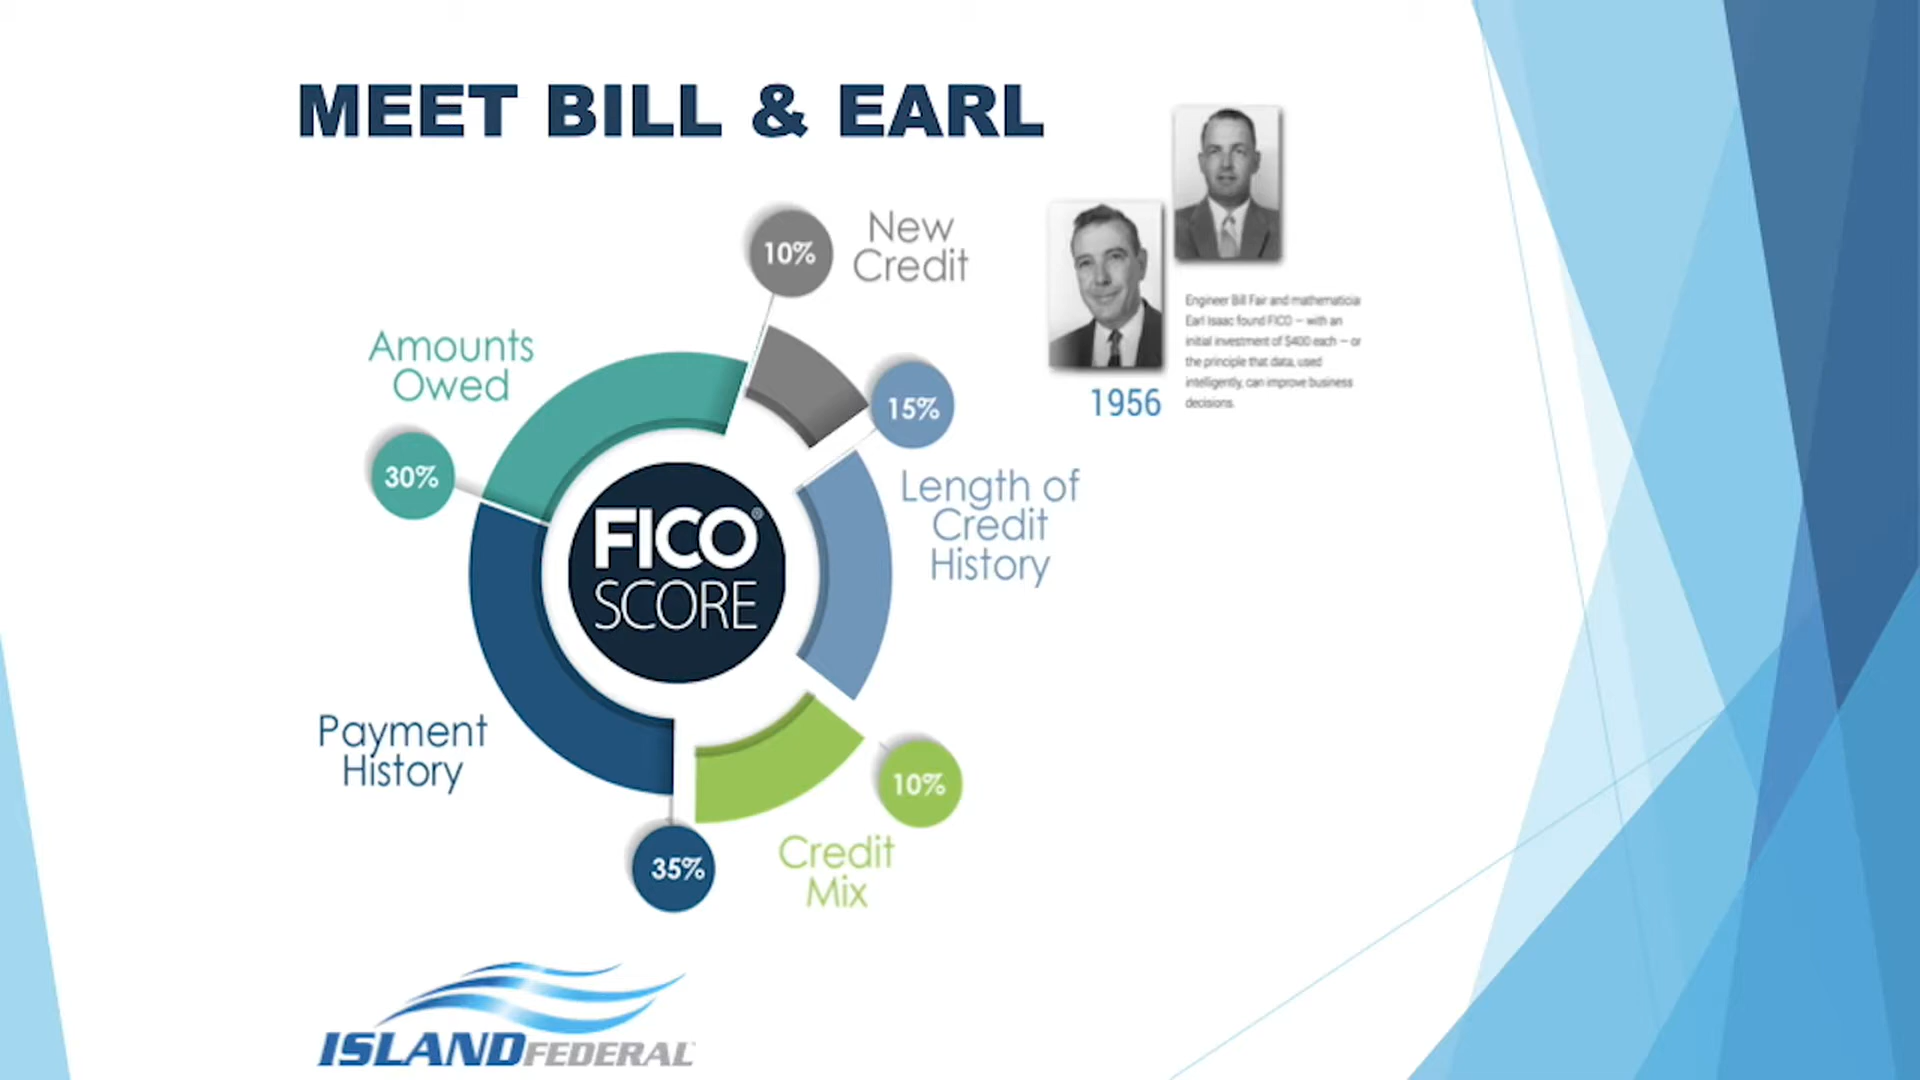 MEET BILL & EARL
10%
New
Credit
Amounts
Owed
30%
15%
Length of
Credit
History
FICO®
SCORE
Payment
History
35%
10%
Credit
Mix
1956
Engineer Bill Fair and mathematicia
Earl Isaac found FICO – with an
initial investment of $400 each – or
the principle that data, used
intelligently, can improve business
decisions.
ISLAND FEDERAL